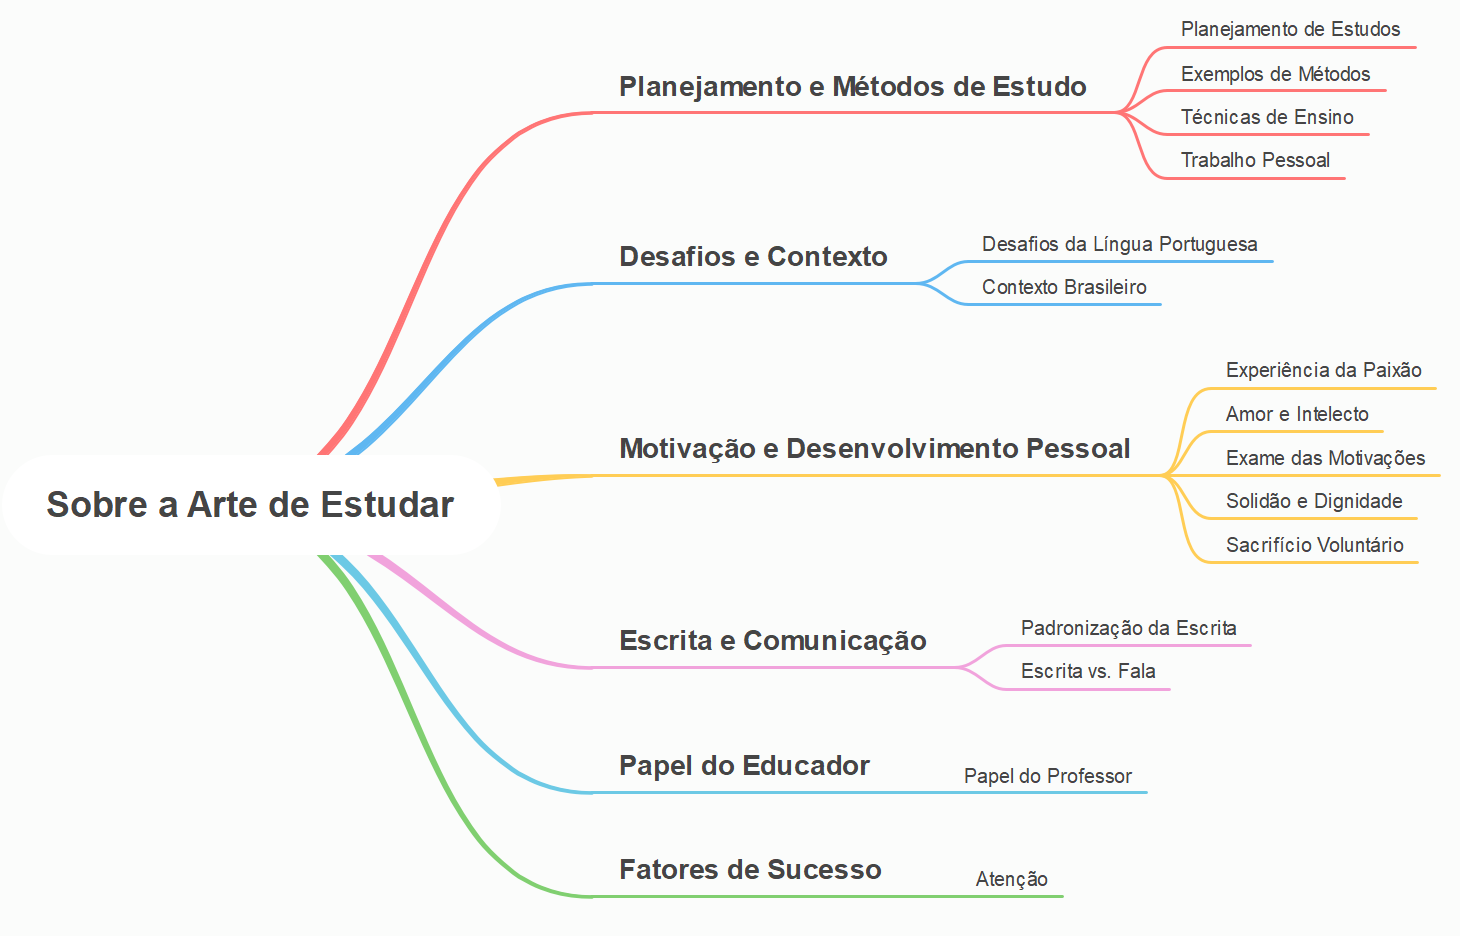 Sobre a Arte de Estudar
Planejamento e Métodos de Estudo
Planejamento de Estudos
Exemplos de Métodos
Técnicas de Ensino
Trabalho Pessoal
Desafios e Contexto
Desafios da Língua Portuguesa
Contexto Brasileiro
Motivação e Desenvolvimento Pessoal
Experiência da Paixão
Amor e Intelecto
Exame das Motivações
Solidão e Dignidade
Sacrifício Voluntário
Escrita e Comunicação
Padronização da Escrita
Escrita vs. Fala
Papel do Educador
Papel do Professor
Fatores de Sucesso
Atenção